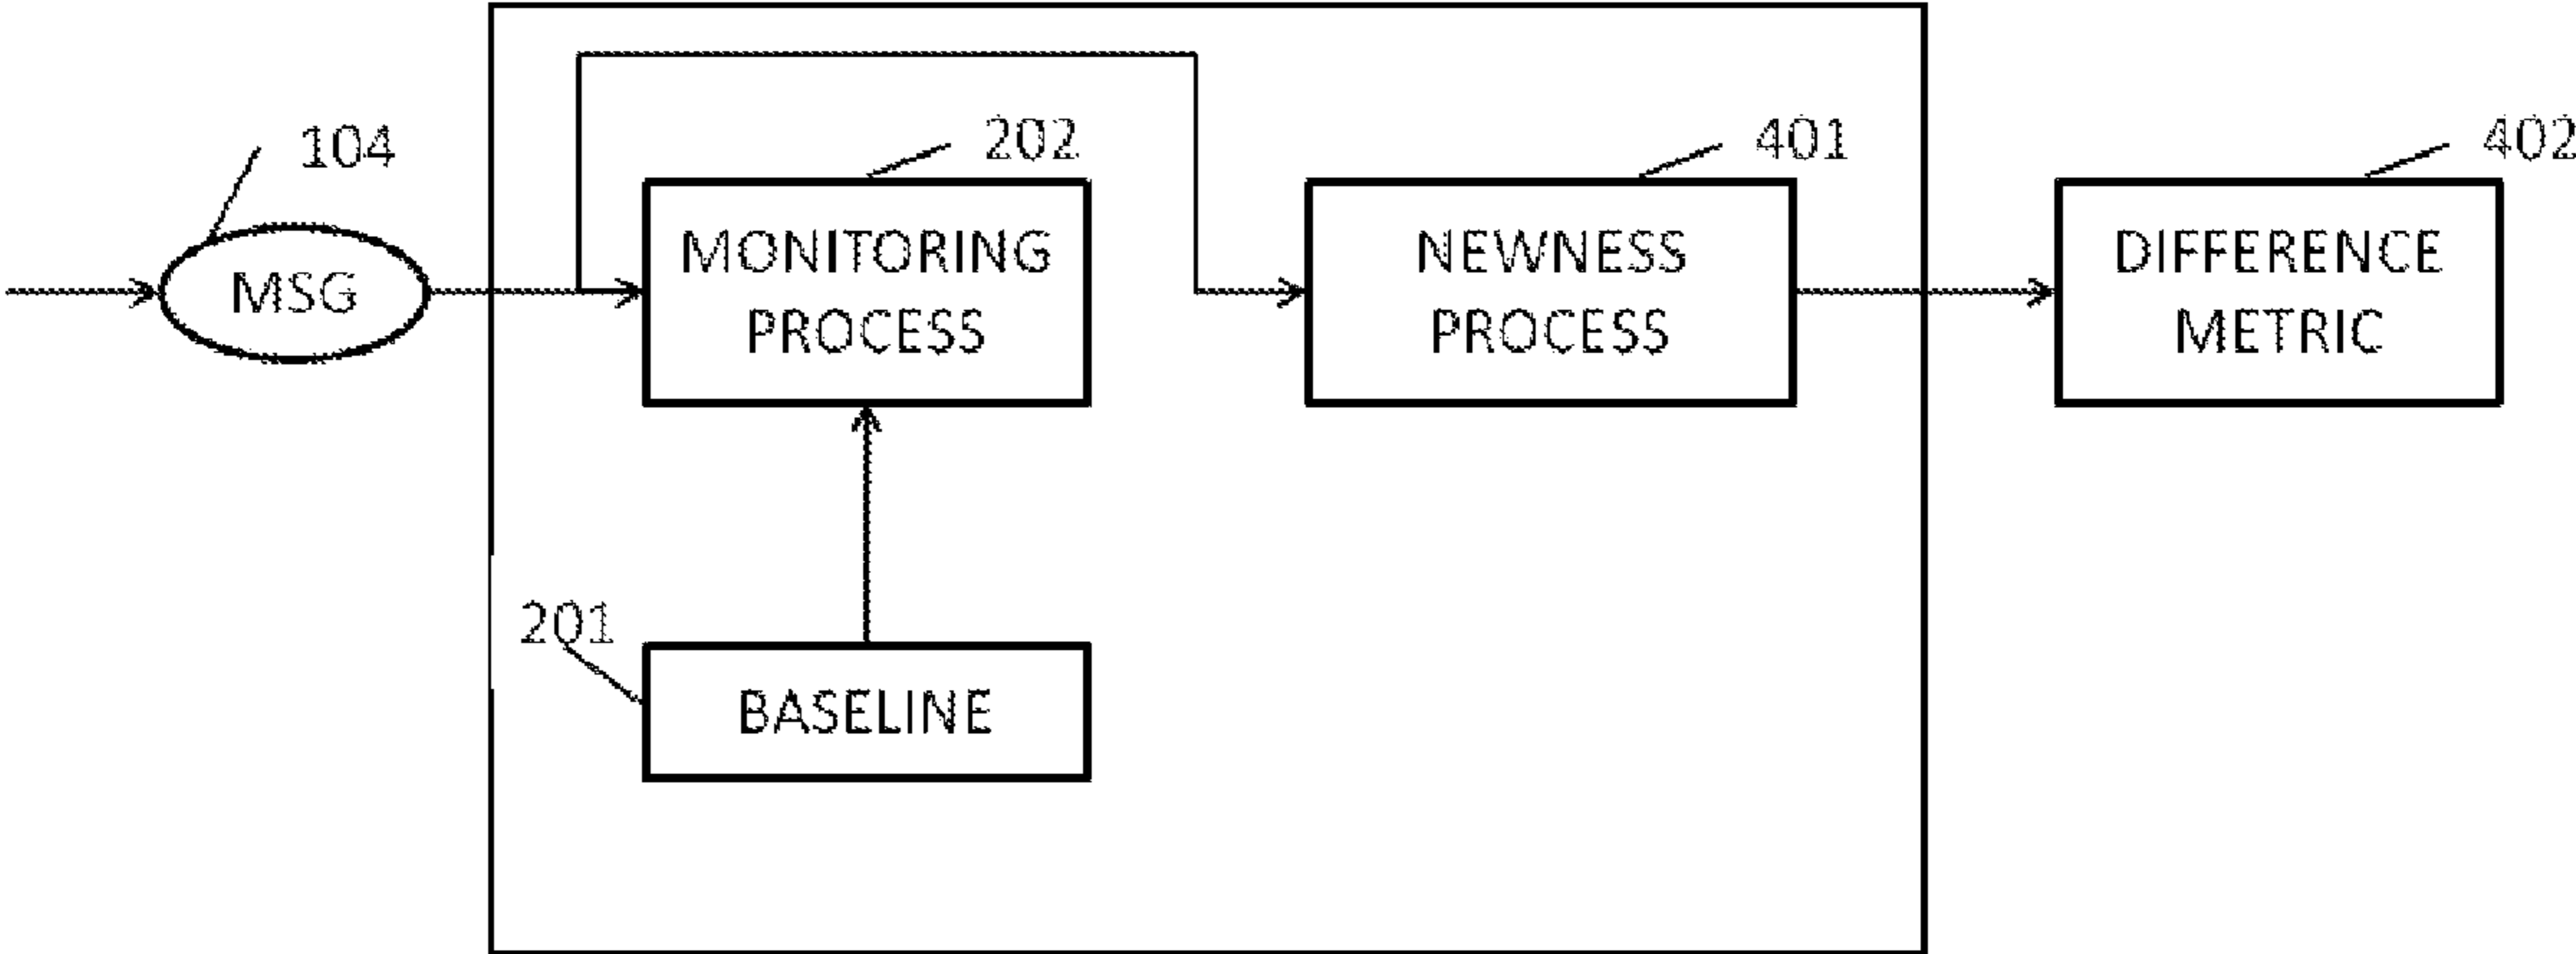 104
202
401
402
MSG
MONITORING
PROCESS
NEWNESS
PROCESS
DIFFERENCE
METRIC
201
BASELINE